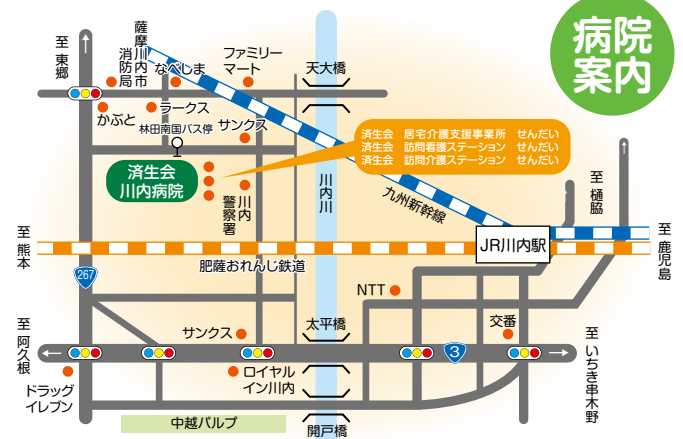 病院
案内
至 東郷
薩摩川内市
消防局
なべしま
ファミリー
マート
天大橋
かぶと
ラークス
林田南国バス停
サンクス
済生会
川内病院
川内
警察署
川内川
済生会 居宅介護支援事業所 せんだい
済生会 訪問看護ステーション せんだい
済生会 訪問介護ステーション せんだい
九州新幹線
至 樋脇
至 熊本
JR川内駅
至 鹿児島
267
肥薩おれんじ鉄道
NTT
至 阿久根
サンクス
太平橋
3
交番
至 いちき串木野
ドラッグ
イレブン
ロイヤル
イン川内
中越パルプ
開戸橋